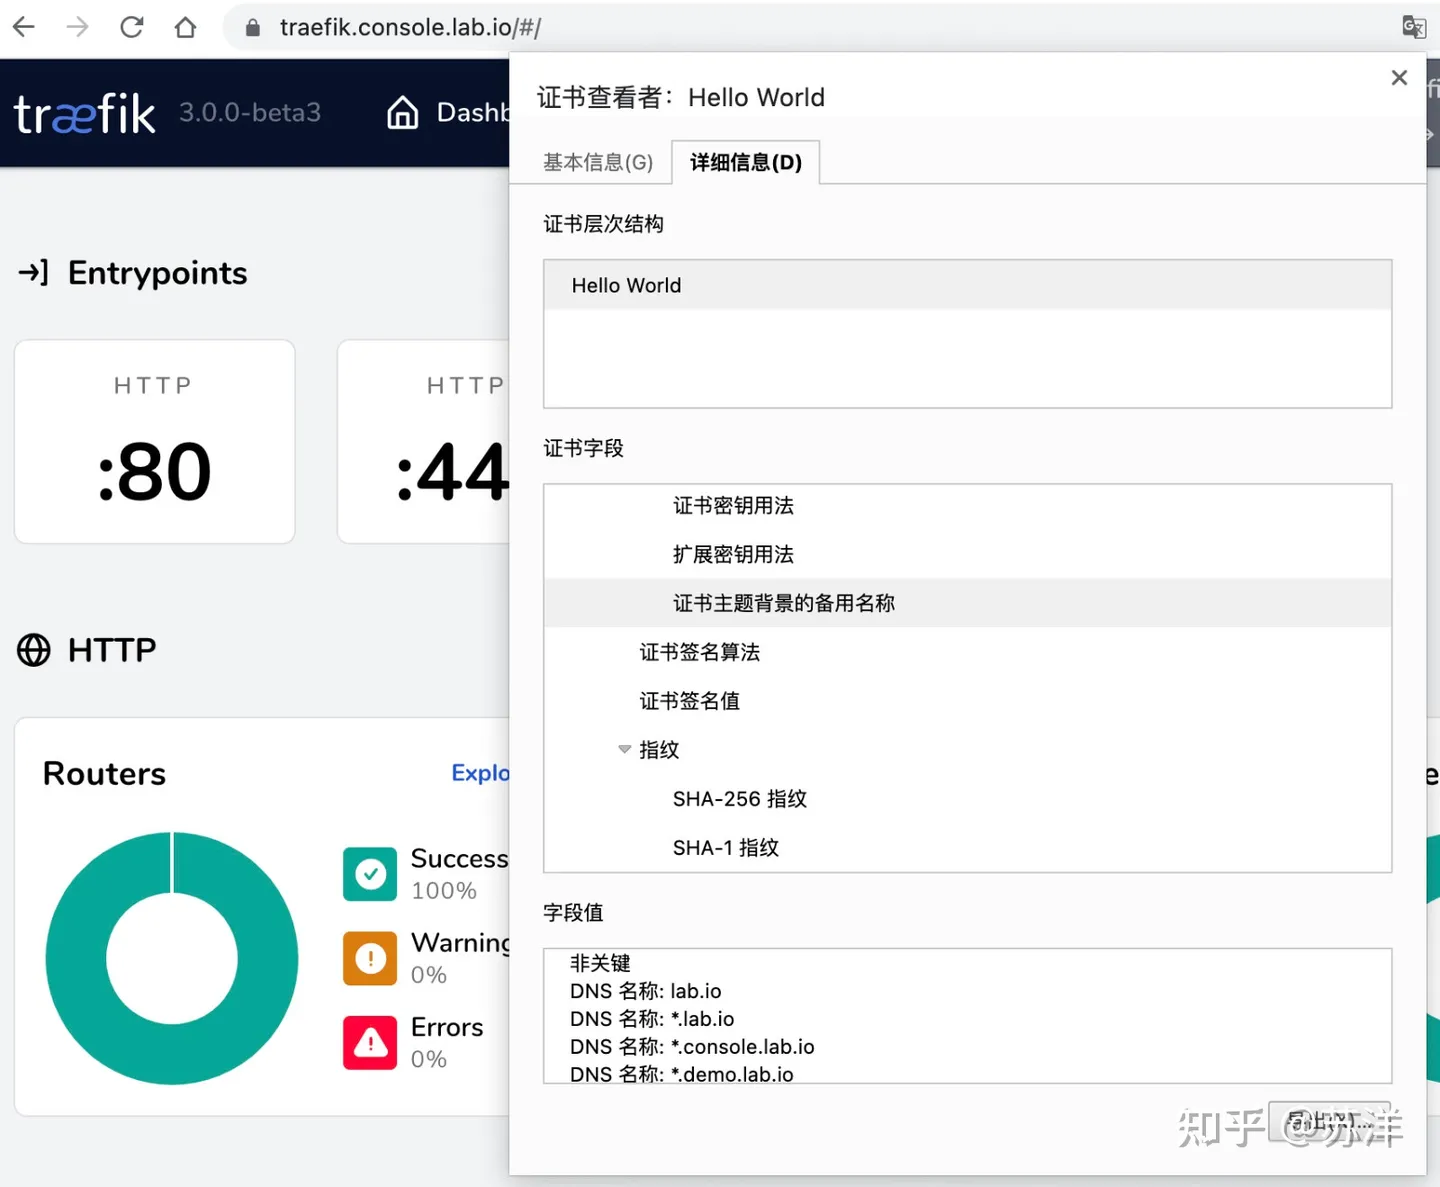 traefik.console.lab.io/#/
træfik 3.0.0-beta3 Dashb
证书查看者：Hello World
基本信息(G) 详细信息(D)
证书层次结构
Hello World
Entrypoints
HTTP
:80
HTTP
:44
证书字段
证书密钥用法
扩展密钥用法
证书主题背景的备用名称
证书签名算法
证书签名值
指纹
SHA-256 指纹
SHA-1 指纹
HTTP
Routers Explo
Success
100%
Warning
0%
Errors
0%
字段值
非关键
DNS 名称: lab.io
DNS 名称: *.lab.io
DNS 名称: *.console.lab.io
DNS 名称: *.demo.lab.io
导出(X)...
知乎 @苏洋